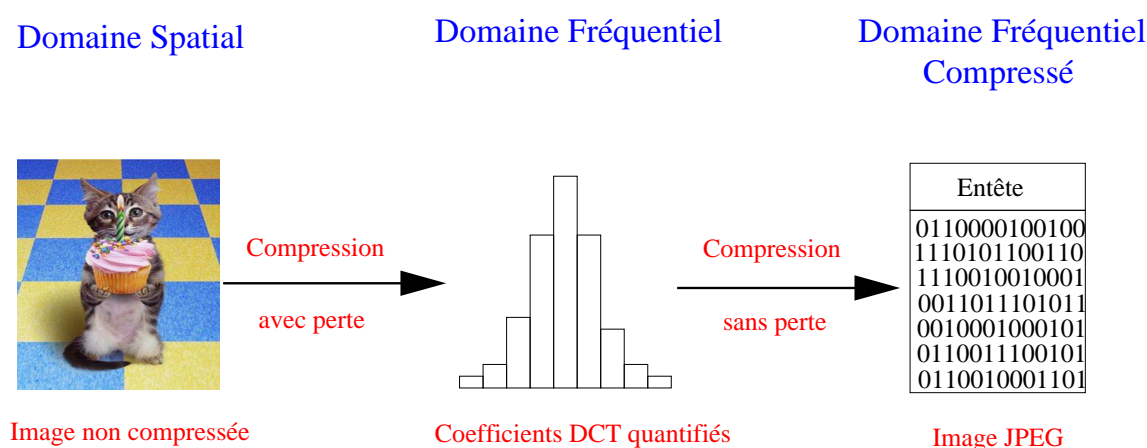 Domaine Spatial
Domaine Fréquentiel
Domaine Fréquentiel
Compressé
Compression
avec perte
Compression
sans perte
Entête
0110000100100
1110101100110
1110010010001
0011011101011
0010001000101
0110011100101
0110010001101
Image non compressée
Coefficients DCT quantifiés
Image JPEG